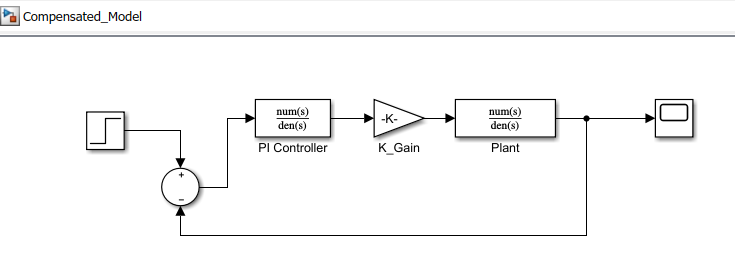 Compensated_Model
num(s)
den(s)
PI Controller
-K-
K_Gain
num(s)
den(s)
Plant
+
−